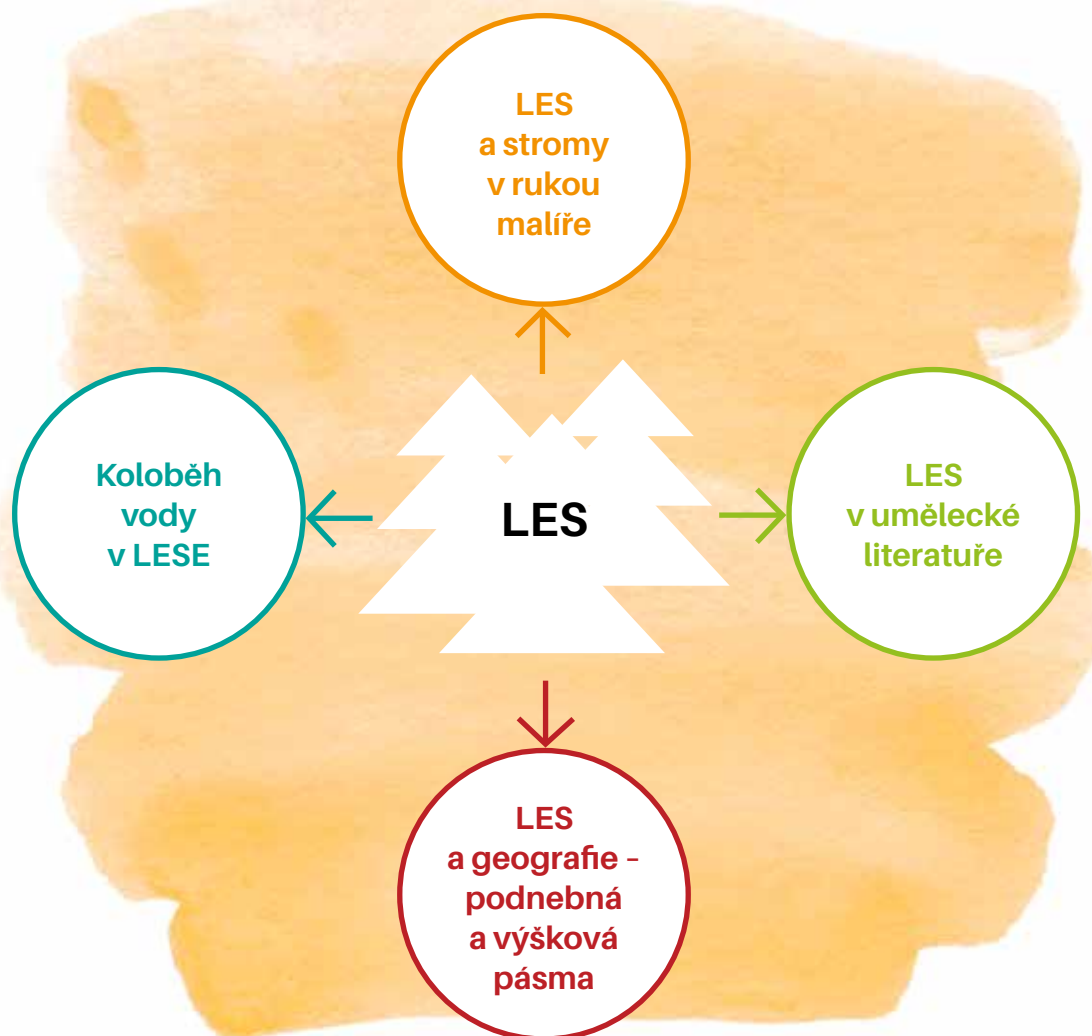 LES
a stromy
v rukou
malíře
Koloběh
vody
v LESE
LES
LES
v umělecké
literatuře
LES
a geografie –
podnebná
a výšková
pásma